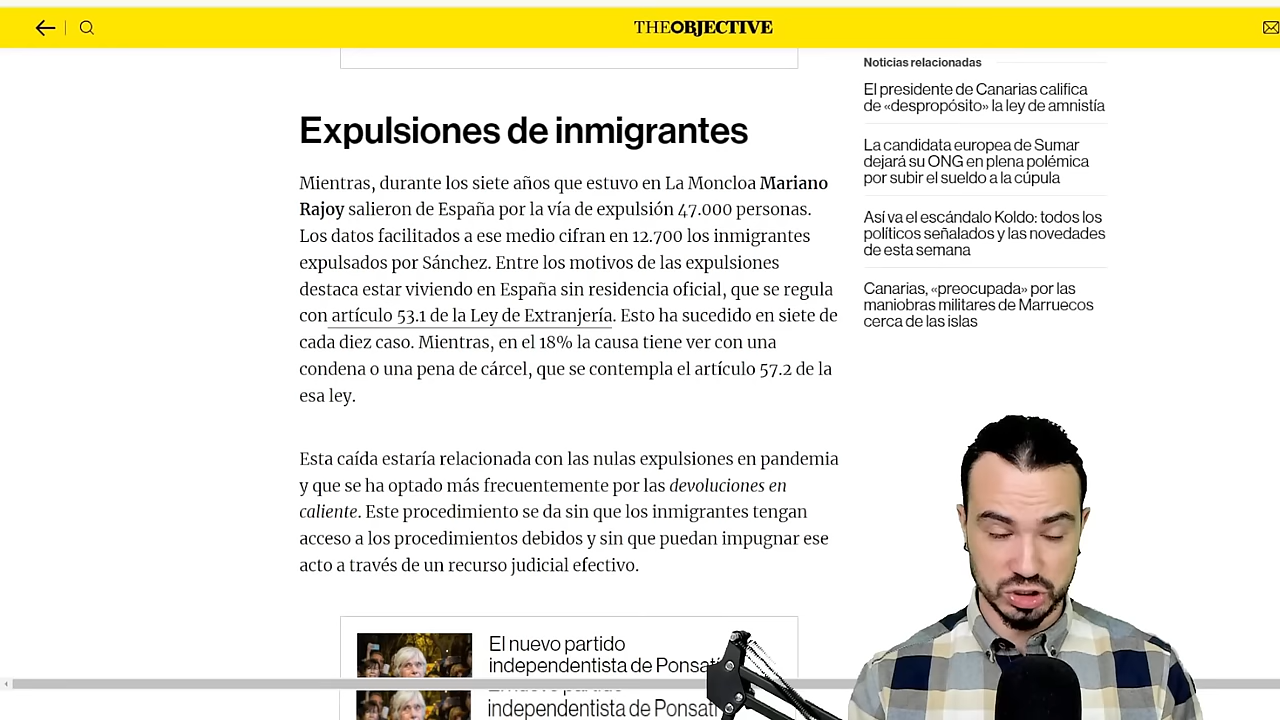 THEOBJECTIVE
Noticias relacionadas
El presidente de Canarias califica
de «despropósito» la ley de amnistía
La candidata europea de Sumar
dejará su ONG en plena polémica
por subir el sueldo a la cúpula
Así va el escándalo Koldo: todos los
políticos señalados y las novedades
de esta semana
Canarias, «preocupada» por las
maniobras militares de Marruecos
cerca de las islas
Expulsiones de inmigrantes
Mientras, durante los siete años que estuvo en La Moncloa Mariano
Rajoy salieron de España por la vía de expulsión 47.000 personas.
Los datos facilitados a ese medio cifran en 12.700 los inmigrantes
expulsados por Sánchez. Entre los motivos de las expulsiones
destaca estar viviendo en España sin residencia oficial, que se regula
con artículo 53.1 de la Ley de Extranjería. Esto ha sucedido en siete de
cada diez caso. Mientras, en el 18% la causa tiene ver con una
condena o una pena de cárcel, que se contempla el artículo 57.2 de la
esa ley.
Esta caída estaría relacionada con las nulas expulsiones en pandemia
y que se ha optado más frecuentemente por las devoluciones en
caliente. Este procedimiento se da sin que los inmigrantes tengan
acceso a los procedimientos debidos y sin que puedan impugnar ese
acto a través de un recurso judicial efectivo.
El nuevo partido
independentista de Ponsatí
independentista de Ponsatí